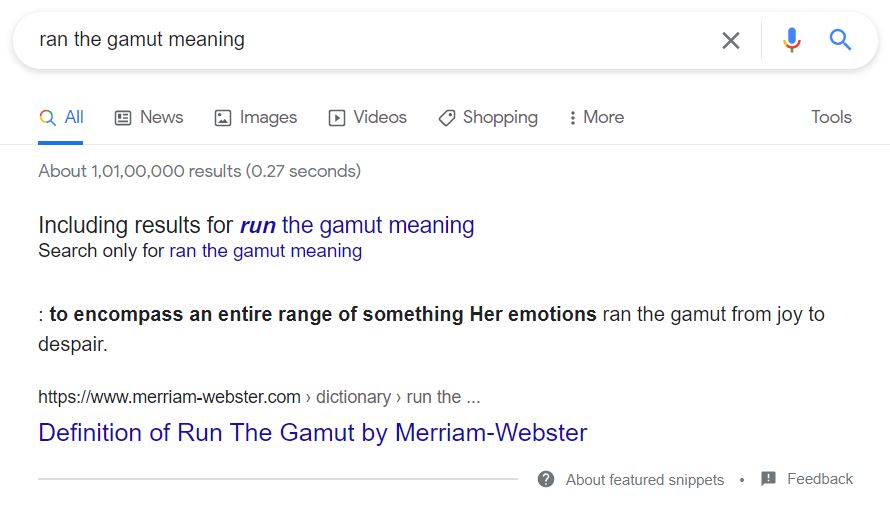 ran the gamut meaning
All News Images Videos Shopping More Tools
About 1,01,00,000 results (0.27 seconds)
Including results for run the gamut meaning
Search only for ran the gamut meaning
: to encompass an entire range of something Her emotions ran the gamut from joy to
despair.
https://www.merriam-webster.com › dictionary › run the ...
Definition of Run The Gamut by Merriam-Webster
About featured snippets • Feedback